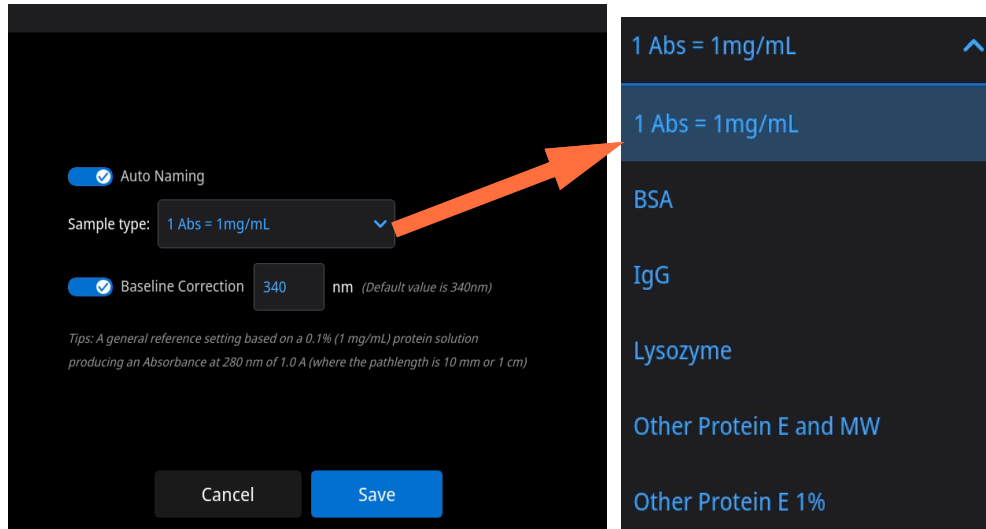 Auto Naming
Sample type: 1 Abs = 1mg/mL
Baseline Correction 340 nm (Default value is 340nm)
Tips: A general reference setting based on a 0.1% (1 mg/mL) protein solution
producing an Absorbance at 280 nm of 1.0 A (where the pathlength is 10 mm or 1 cm)
Cancel Save
1 Abs = 1mg/mL
1 Abs = 1mg/mL
BSA
IgG
Lysozyme
Other Protein E and MW
Other Protein E 1%